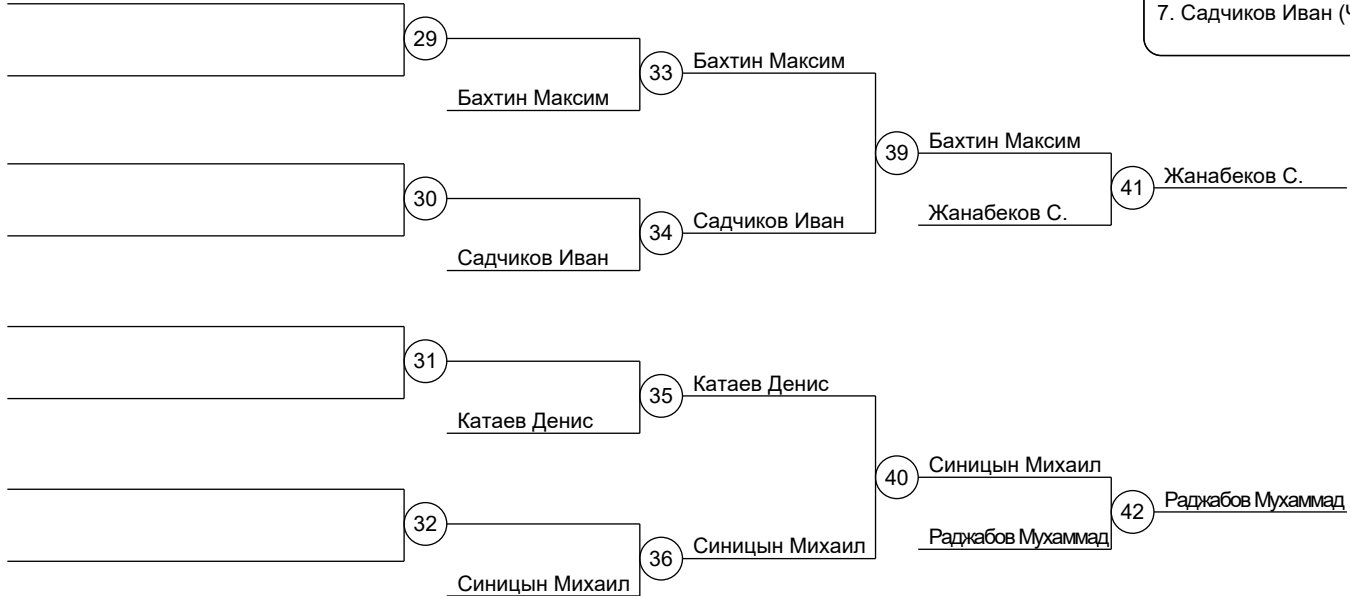 7. Садчиков Иван (
29
33
Бахтин Максим
Бахтин Максим
39
Бахтин Максим
41
Жанабеков С.
30
34
Садчиков Иван
Жанабеков С.
Садчиков Иван
31
35
Катаев Денис
Катаев Денис
40
Синицын Михаил
42
Раджабов Мухаммад
32
36
Синицын Михаил
Раджабов Мухаммад
Синицын Михаил